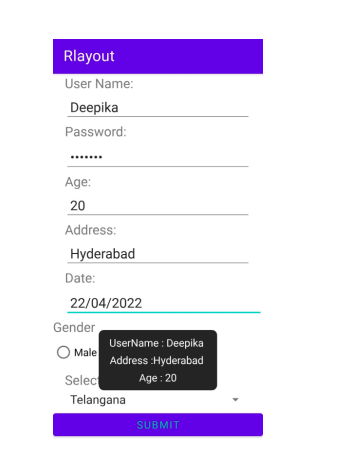 Rlayout
User Name:
Deepika
Password:
•••••••
Age:
20
Address:
Hyderabad
Date:
22/04/2022
Gender
Male
UserName : Deepika
Address :Hyderabad
Age : 20
Selec
Telangana
SUBMIT